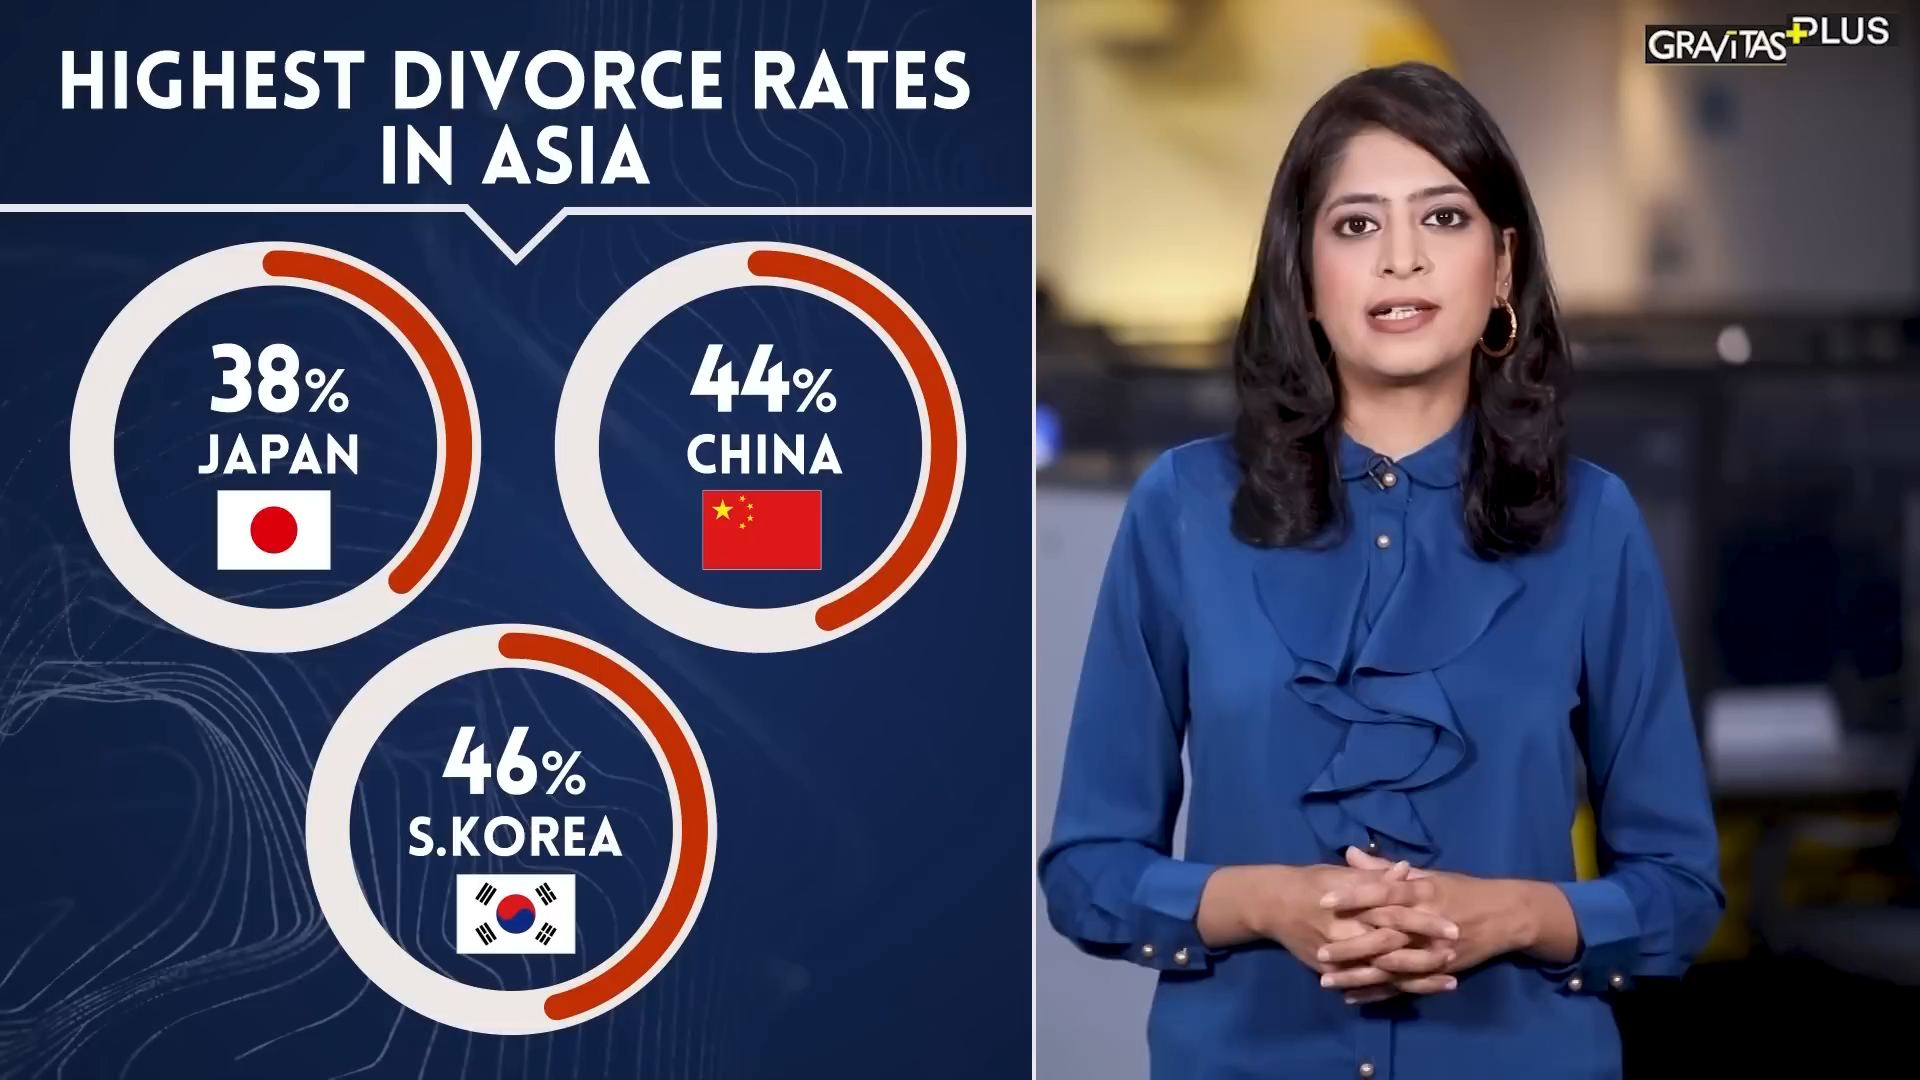 HIGHEST DIVORCE RATES
IN ASIA
GRAVITAS PLUS
38%
JAPAN
44%
CHINA
46%
S.KOREA